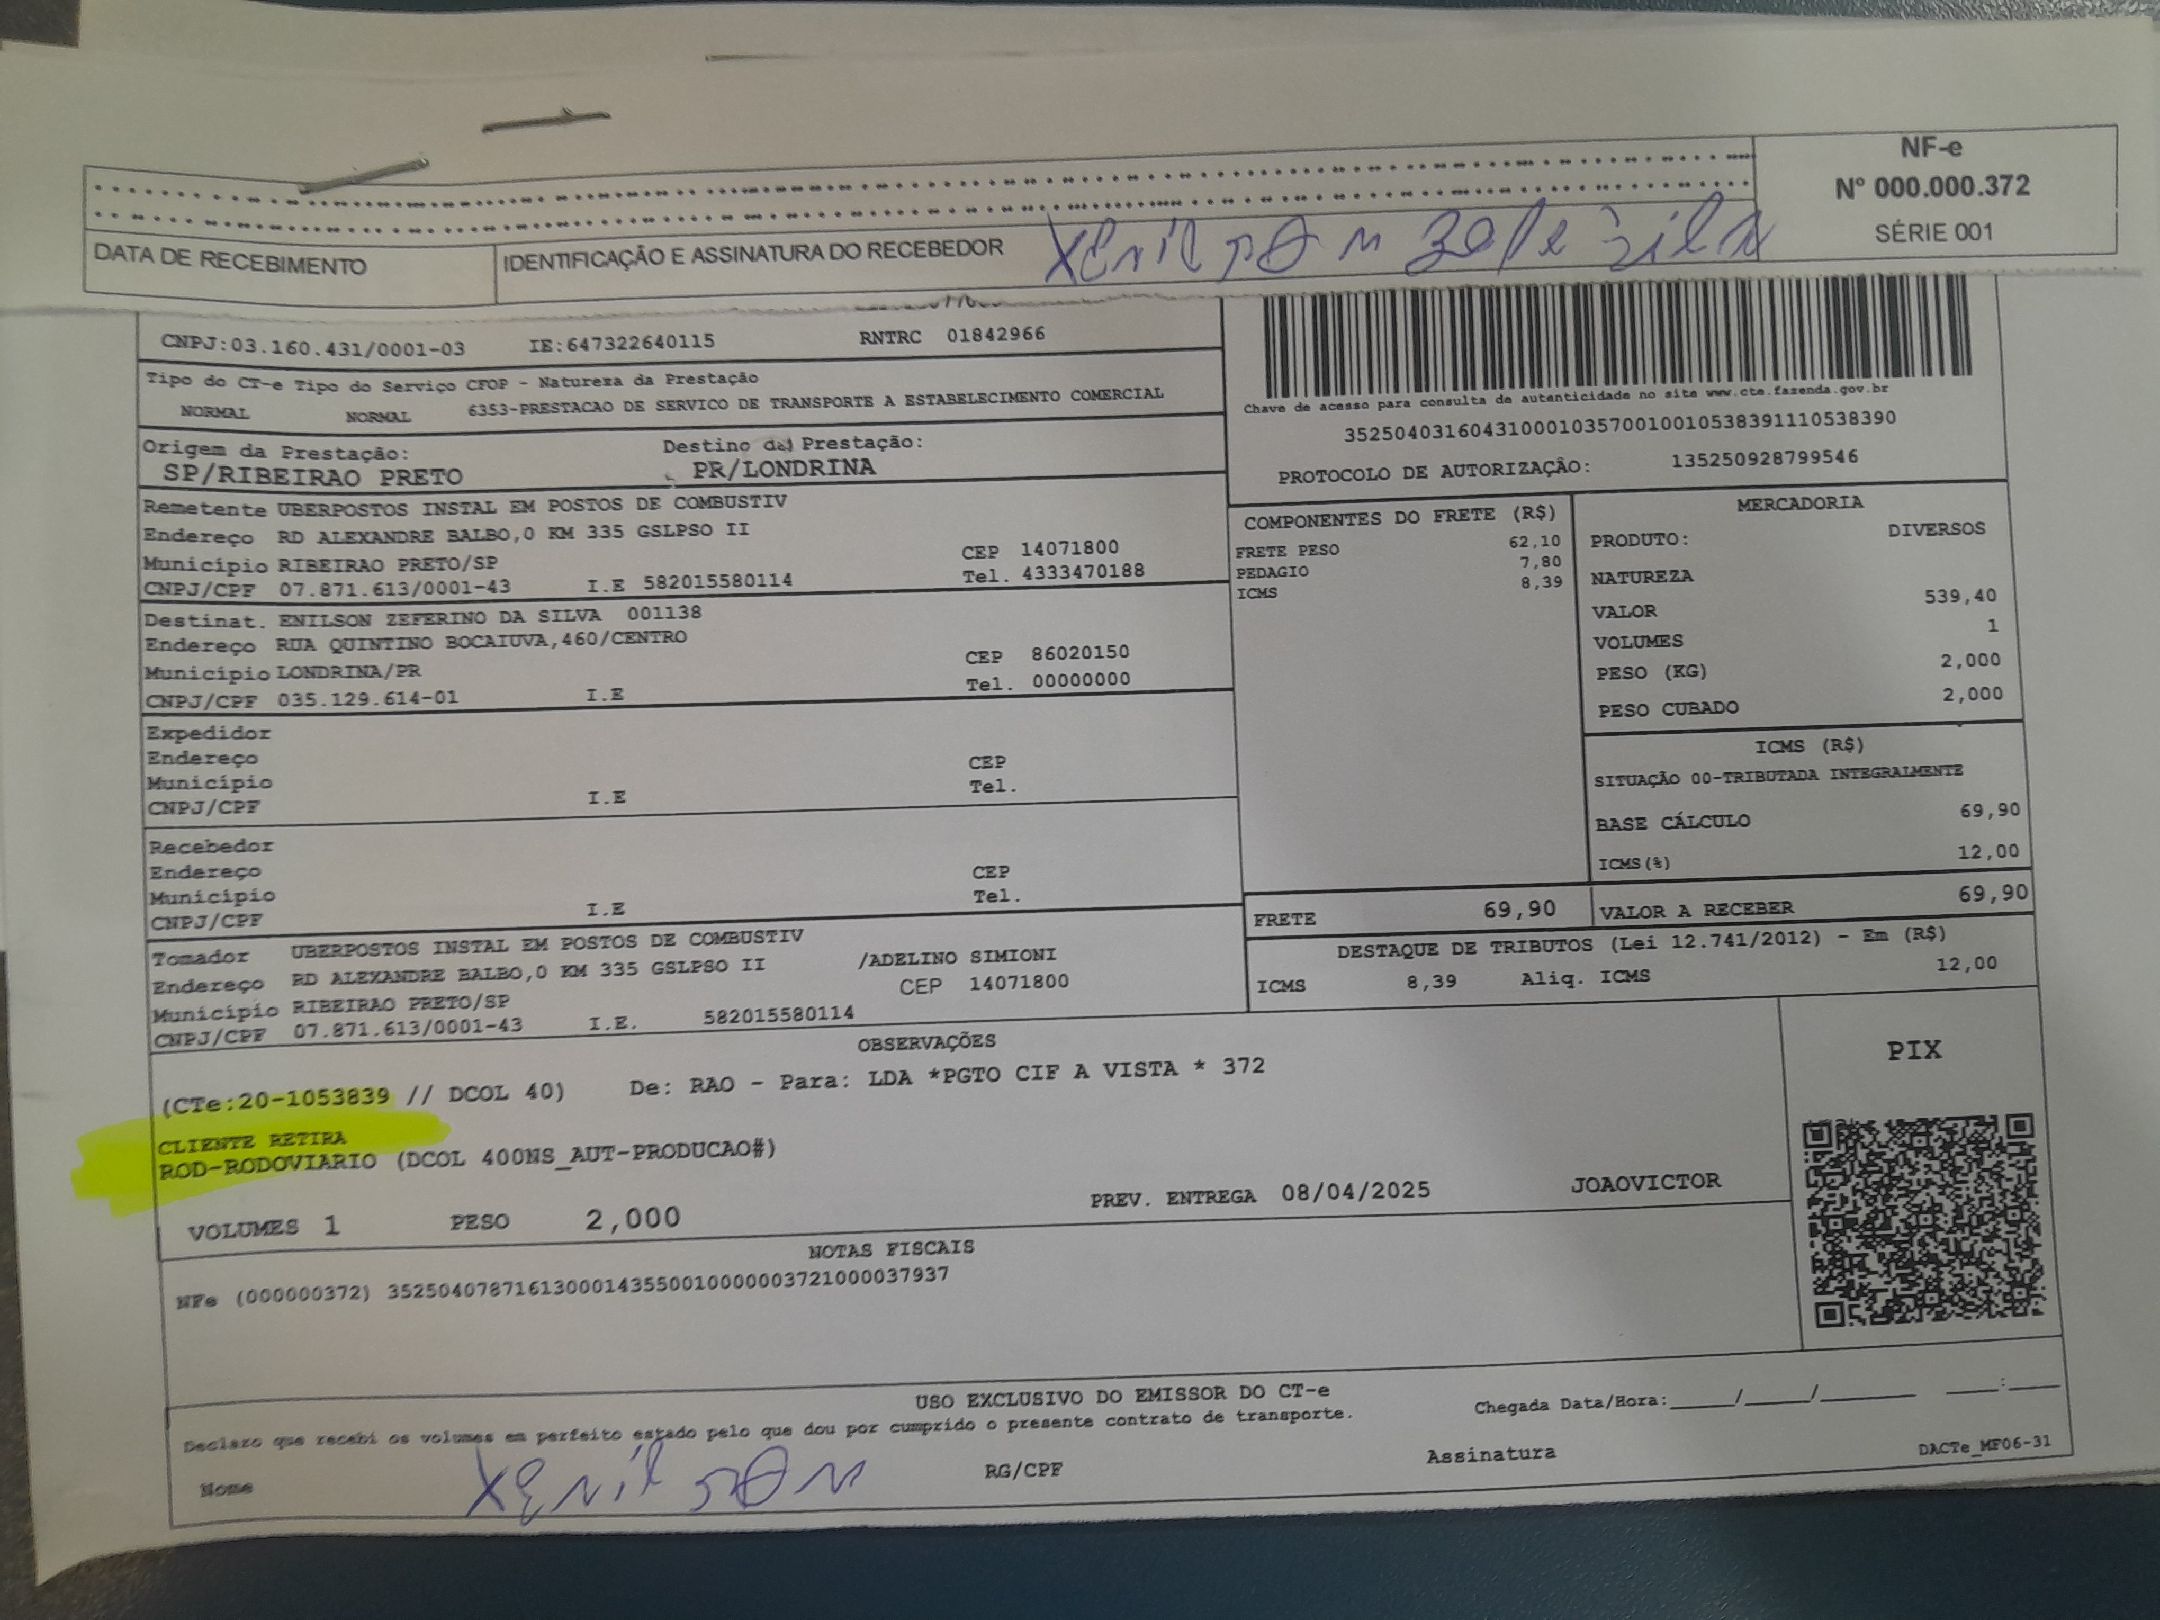 NF-e
Nº 000.000.372
SÉRIE 001
DATA DE RECEBIMENTO
IDENTIFICAÇÃO E ASSINATURA DO RECEBEDOR
CNPJ:03.160.431/0001-03 IE:647322640115 RNTRC 01842966
Tipo do CT-e Tipo do Serviço CFOP - Natureza da Prestação
NORMAL NORMAL 6353-PRESTACAO DE SERVICO DE TRANSPORTE A ESTABELECIMENTO COMERCIAL
Origem da Prestação: Destino da Prestação:
SP/RIBEIRAO PRETO PR/LONDRINA
Remetente UBERPOSTOS INSTAL EM POSTOS DE COMBUSTIV
Endereço RD ALEXANDRE BALBO,0 KM 335 GSLPSO II
Município RIBEIRAO PRETO/SP CEP 14071800
CNPJ/CPF 07.871.613/0001-43 I.E 582015580114 Tel. 4333470188
Destinat. ENILSON ZEFERINO DA SILVA 001138
Endereço RUA QUINTINO BOCAIUVA,460/CENTRO
Município LONDRINA/PR CEP 86020150
CNPJ/CPF 035.129.614-01 I.E Tel. 00000000
Expedidor
Endereço
Município CEP
CNPJ/CPF I.E Tel.
Recebedor
Endereço
Município CEP
CNPJ/CPF I.E Tel.
Tomador UBERPOSTOS INSTAL EM POSTOS DE COMBUSTIV
Endereço RD ALEXANDRE BALBO,0 KM 335 GSLPSO II /ADELINO SIMIONI
Município RIBEIRAO PRETO/SP CEP 14071800
CNPJ/CPF 07.871.613/0001-43 I.E. 582015580114
Chave de acesso para consulta de autenticidade no site www.cte.fazenda.gov.br
35250403160431000103570010010538391110538390
PROTOCOLO DE AUTORIZAÇÃO: 135250928799546
COMPONENTES DO FRETE (R$)
FRETE PESO 62,10
PEDAGIO 7,80
ICMS 8,39
MERCADORIA
PRODUTO: DIVERSOS
NATUREZA
VALOR 539,40
VOLUMES 1
PESO (KG) 2,000
PESO CUBADO 2,000
ICMS (R$)
SITUAÇÃO 00-TRIBUTADA INTEGRALMENTE
BASE CÁLCULO 69,90
ICMS(%) 12,00
FRETE 69,90 VALOR A RECEBER 69,90
DESTAQUE DE TRIBUTOS (Lei 12.741/2012) - Em (R$)
ICMS 8,39 Aliq. ICMS 12,00
OBSERVAÇÕES
(CTe:20-1053839 // DCOL 40) De: RAO - Para: LDA *PGTO CIF A VISTA * 372
CLIENTE RETIRA
ROD-RODOVIARIO (DCOL 400NS_AUT-PRODUCAO#)
PREV. ENTREGA 08/04/2025 JOAOVICTOR
VOLUMES 1 PESO 2,000
PIX
NOTAS FISCAIS
NFe (000000372) 35250407871613000143550010000003721000037937
USO EXCLUSIVO DO EMISSOR DO CT-e
Declaro que recebi os volumes em perfeito estado pelo que dou por cumprido o presente contrato de transporte.
Chegada Data/Hora:_____/_____/_______ ____:____
Nome XENilsON RG/CPF Assinatura
DACTe_MF06-31